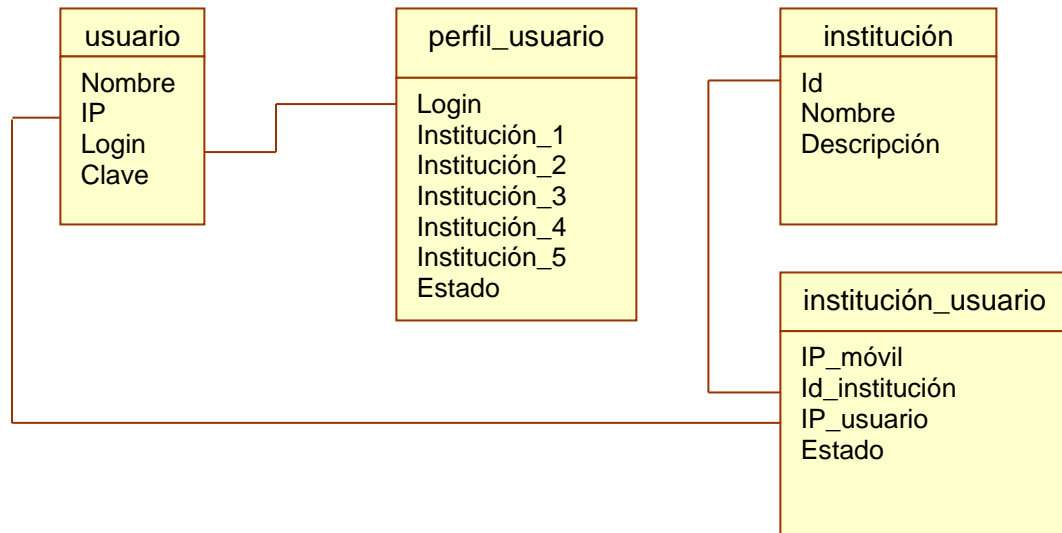 usuario
Nombre
IP
Login
Clave
perfil_usuario
Login
Institución_1
Institución_2
Institución_3
Institución_4
Institución_5
Estado
institución
Id
Nombre
Descripción
institución_usuario
IP_móvil
Id_institución
IP_usuario
Estado